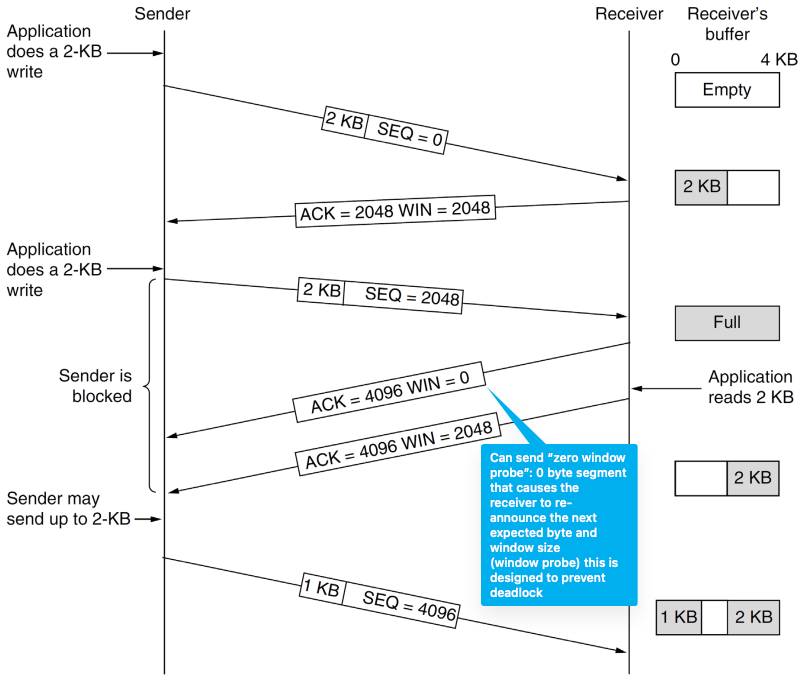 Sender
Receiver
Receiver's
buffer
Application
does a 2-KB
write
0
4 KB
Empty
2 KB
SEQ = 0
2 KB
ACK = 2048 WIN = 2048
Application
does a 2-KB
write
2 KB
SEQ = 2048
Full
Sender is
blocked
Application
reads 2 KB
ACK = 4096 WIN = 0
ACK = 4096 WIN = 2048
Can send “zero window
probe”: 0 byte segment
that causes the
receiver to re-
announce the next
expected byte and
window size
(window probe) this is
designed to prevent
deadlock
2 KB
Sender may
send up to 2-KB
1 KB
SEQ = 4096
1 KB
2 KB